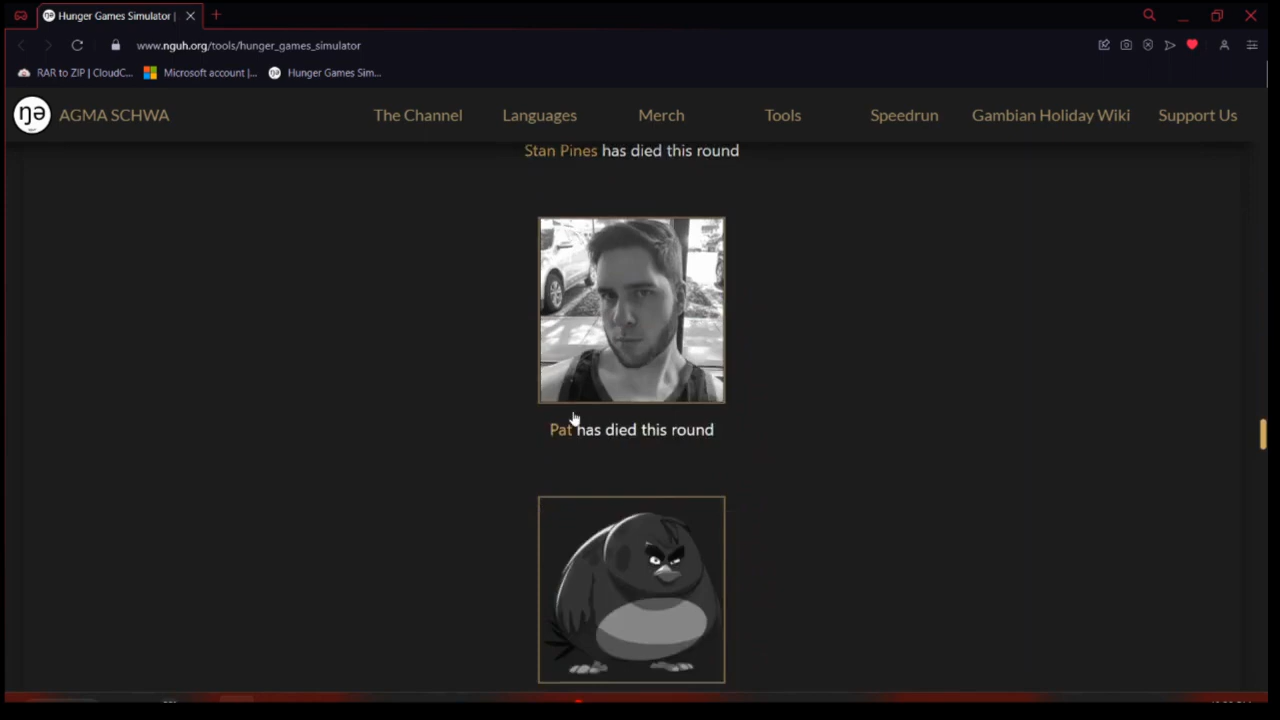 Hunger Games Simulator |
www.nguh.org/tools/hunger_games_simulator
RAR to ZIP | CloudC... Microsoft account |... Hunger Games Sim...
ŋə AGMA SCHWA The Channel Languages Merch Tools Speedrun Gambian Holiday Wiki Support Us
Stan Pines has died this round
Pat has died this round